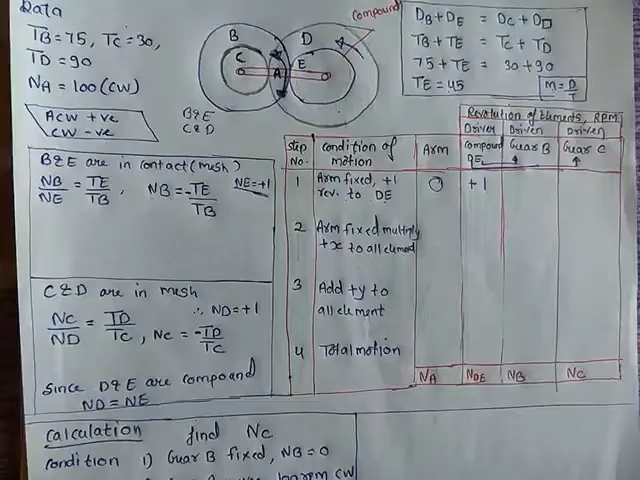 Data
TB = 75, TC = 30,
TD = 90
NA = 100 (CW)
ACW +ve
CW -ve
B
C
A
D
E
compound
B&E
C&D
DB + DE = DC + DD
TB + TE = TC + TD
75 + TE = 30 + 90
TE = 45
m = D/T
B&E are in contact (mesh)
NB/NE = TE/TB, NB = -TE/TB NE = +1
C&D are in mesh
∴ ND = +1
NC/ND = TD/TC, NC = -TD/TC
Since D&E are compound
ND = NE
Revolution of Elements, RPM
Driver Driven Driven
Step No. condition of motion Arm compound DE Gear B Gear C
1 Arm fixed, +1 rev. to DE 0 +1
2 Arm fixed multiply +x to all element
3 Add +y to all element
4 Total motion
NA NDE NB NC
Calculation find NC
condition 1) Gear B fixed, NB = 0